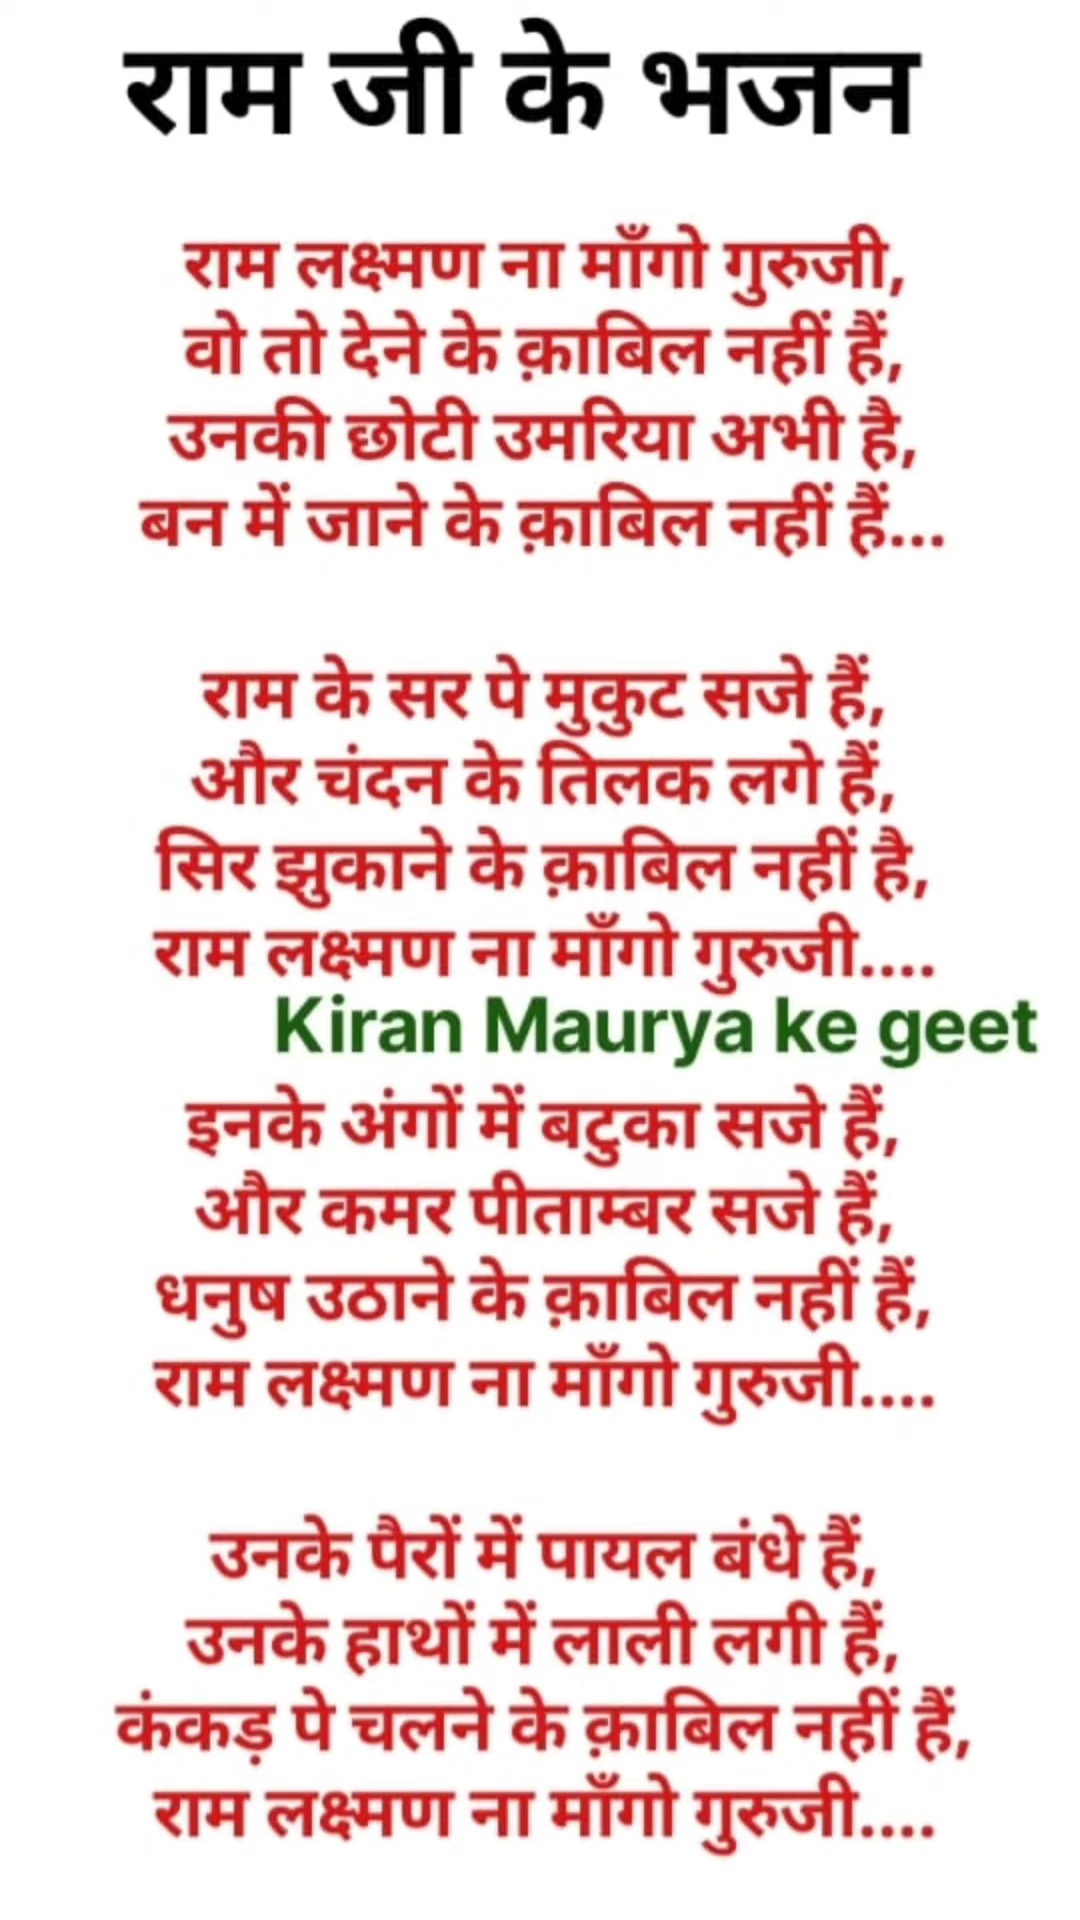 राम जी के भजन
राम लक्ष्मण ना माँगो गुरुजी,
वो तो देने के क़ाबिल नहीं हैं,
उनकी छोटी उमरिया अभी है,
बन में जाने के क़ाबिल नहीं हैं...
राम के सर पे मुकुट सजे हैं,
और चंदन के तिलक लगे हैं,
सिर झुकाने के क़ाबिल नहीं है,
राम लक्ष्मण ना माँगो गुरुजी....
Kiran Maurya ke geet
इनके अंगों में बटुका सजे हैं,
और कमर पीताम्बर सजे हैं,
धनुष उठाने के क़ाबिल नहीं हैं,
राम लक्ष्मण ना माँगो गुरुजी....
उनके पैरों में पायल बंधे हैं,
उनके हाथों में लाली लगी हैं,
कंकड़ पे चलने के क़ाबिल नहीं हैं,
राम लक्ष्मण ना माँगो गुरुजी....